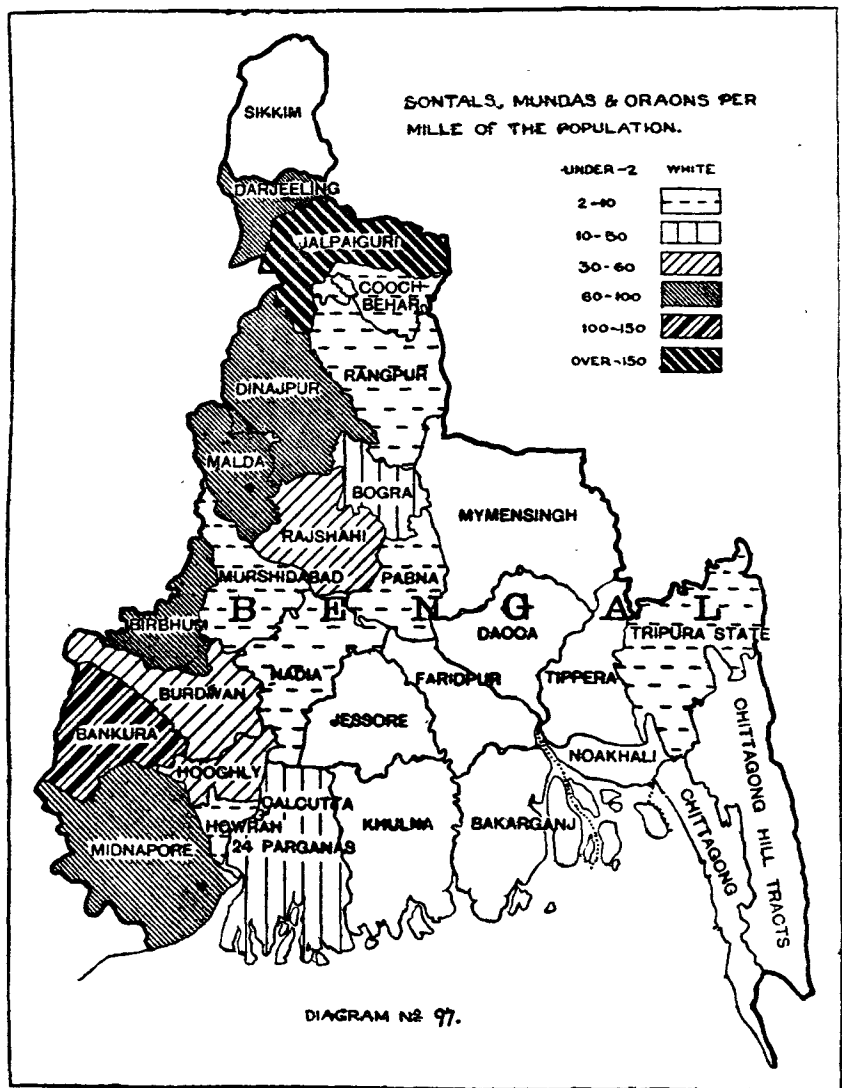 SONTALS, MUNDAS & ORAONS PER
MILLE OF THE POPULATION.
UNDER-2 WHITE
2-10
10-30
30-60
60-100
100-150
OVER-150
SIKKIM
DARJEELING
JALPAIGURI
COOCH
BEHAR
RANGPUR
DINAJPUR
MALDA
BOGRA
MYMENSINGH
RAJSHAHI
MURSHIDABAD
PABNA
BENGAL
BIRBHUM
DACCA
TRIPURA STATE
NADIA
FARIDPUR
TIPPERA
BURDWAN
JESSORE
BANKURA
NOAKHALI
CHITTAGONG HILL TRACTS
HOOGHLY
CALCUTTA
HOWRAH
24 PARGANAS
KHULNA
BAKARGANJ
CHITTAGONG
MIDNAPORE
DIAGRAM No 97.